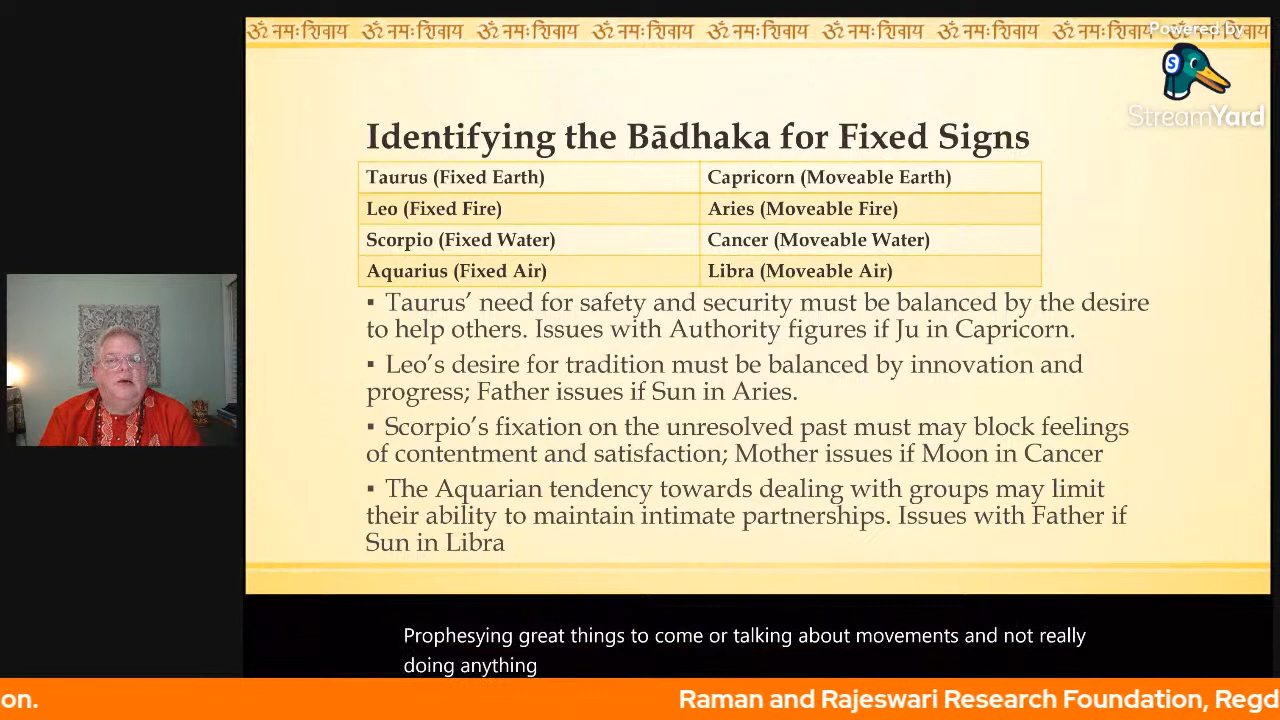 ॐ नमः शिवाय ॐ नमः शिवाय ॐ नमः शिवाय ॐ नमः शिवाय ॐ नमः शिवाय ॐ नमः शिवाय ॐ नमः शिवाय ॐ नमः शिवाय ॐ नमः शिवाय
Powered by
S
StreamYard
Identifying the Bādhaka for Fixed Signs
Taurus (Fixed Earth) Capricorn (Moveable Earth)
Leo (Fixed Fire) Aries (Moveable Fire)
Scorpio (Fixed Water) Cancer (Moveable Water)
Aquarius (Fixed Air) Libra (Moveable Air)
▪ Taurus’ need for safety and security must be balanced by the desire
to help others. Issues with Authority figures if Ju in Capricorn.
▪ Leo’s desire for tradition must be balanced by innovation and
progress; Father issues if Sun in Aries.
▪ Scorpio’s fixation on the unresolved past must may block feelings
of contentment and satisfaction; Mother issues if Moon in Cancer
▪ The Aquarian tendency towards dealing with groups may limit
their ability to maintain intimate partnerships. Issues with Father if
Sun in Libra
Prophesying great things to come or talking about movements and not really
doing anything
on. Raman and Rajeswari Research Foundation, Regd